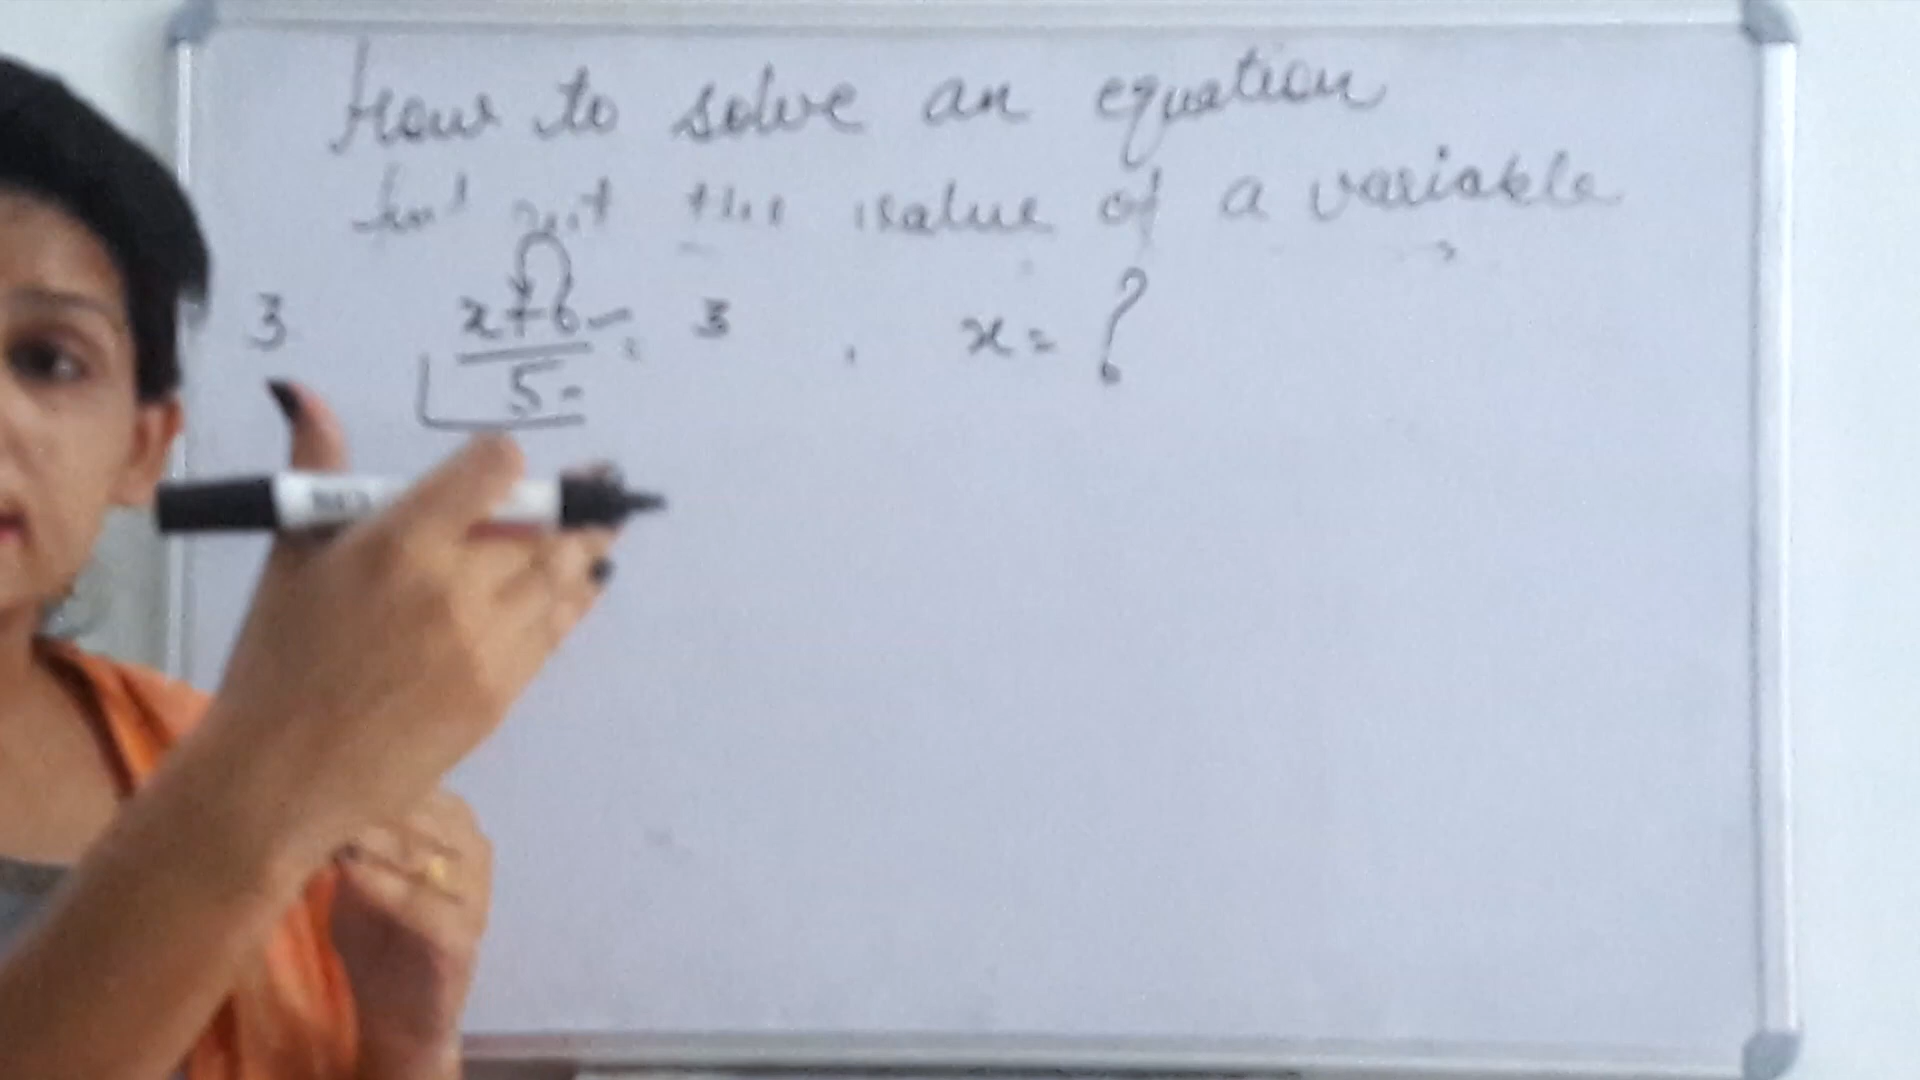 How to solve an equation
find out the value of a variable
3 x+6 = 3 , x = ?
5